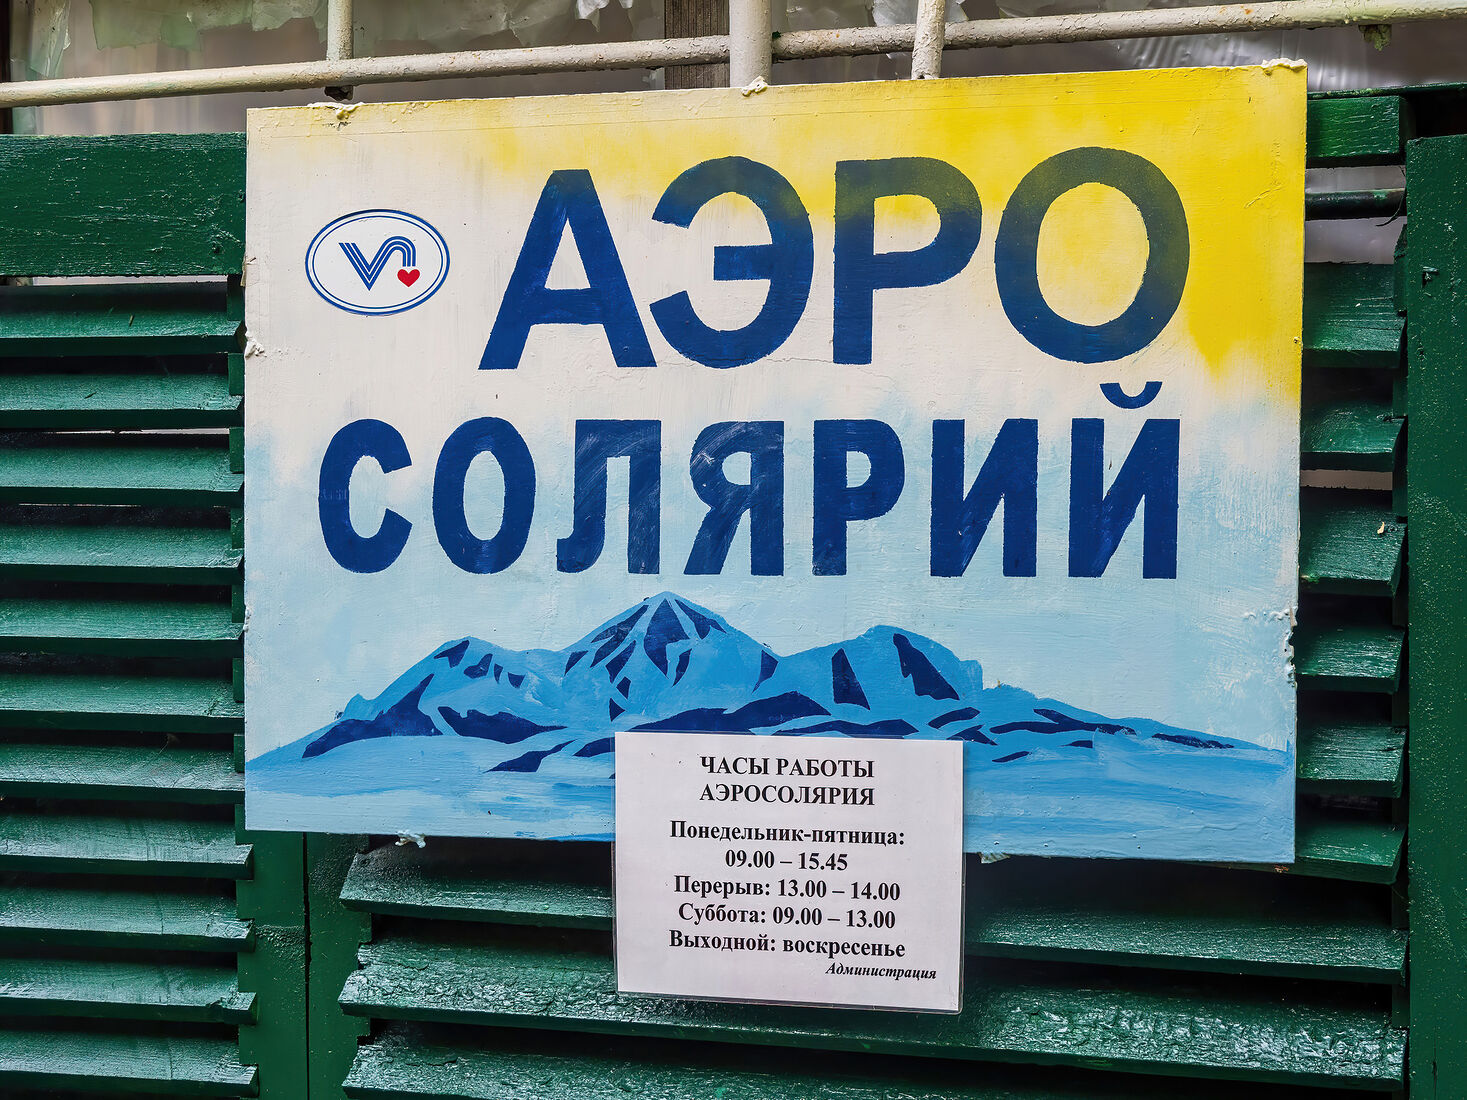 АЭРО
СОЛЯРИЙ
ЧАСЫ РАБОТЫ
АЭРОСОЛЯРИЯ
Понедельник-пятница:
09.00 – 15.45
Перерыв: 13.00 – 14.00
Суббота: 09.00 – 13.00
Выходной: воскресенье
Администрация